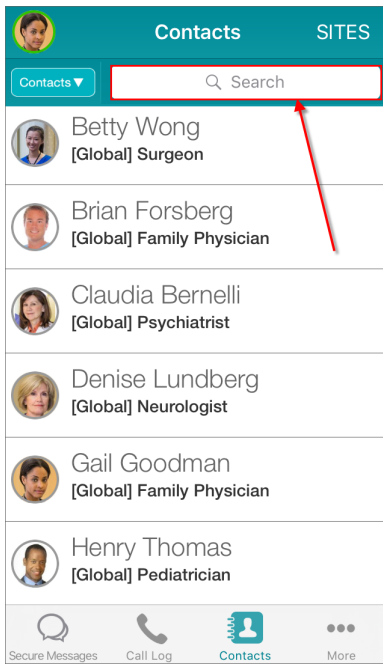 Contacts
SITES
Contacts▼
Search
Betty Wong
[Global] Surgeon
Brian Forsberg
[Global] Family Physician
Claudia Bernelli
[Global] Psychiatrist
Denise Lundberg
[Global] Neurologist
Gail Goodman
[Global] Family Physician
Henry Thomas
[Global] Pediatrician
Secure Messages
Call Log
Contacts
More